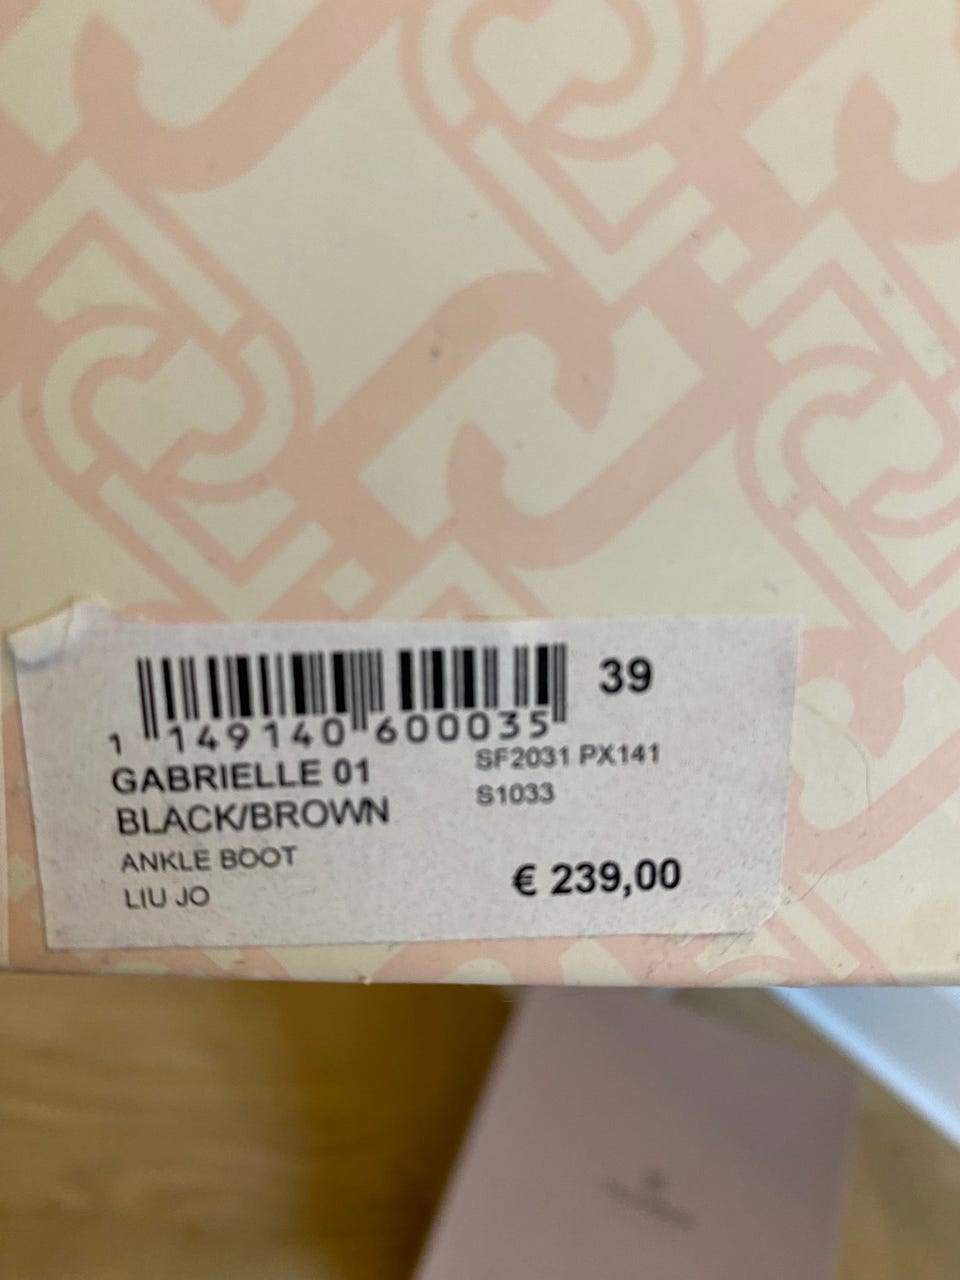 39
1 149140 600035
SF2031 PX141
GABRIELLE 01
S1033
BLACK/BROWN
ANKLE BOOT
€ 239,00
LIU JO